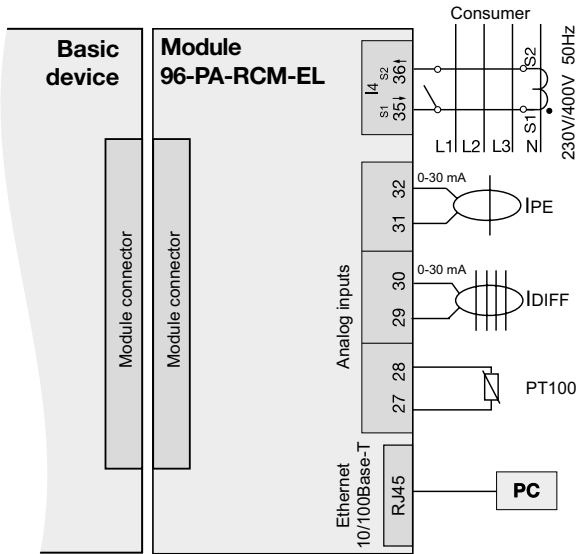 Consumer
Basic
device
Module
96-PA-RCM-EL
I4
S2
36
S1
35
S2
S1
L1
L2
L3
N
230V/400V 50Hz
32
31
0-30 mA
IPE
Analog inputs
30
29
0-30 mA
IDIFF
28
27
PT100
Module connector
Module connector
Ethernet
10/100Base-T
RJ45
PC